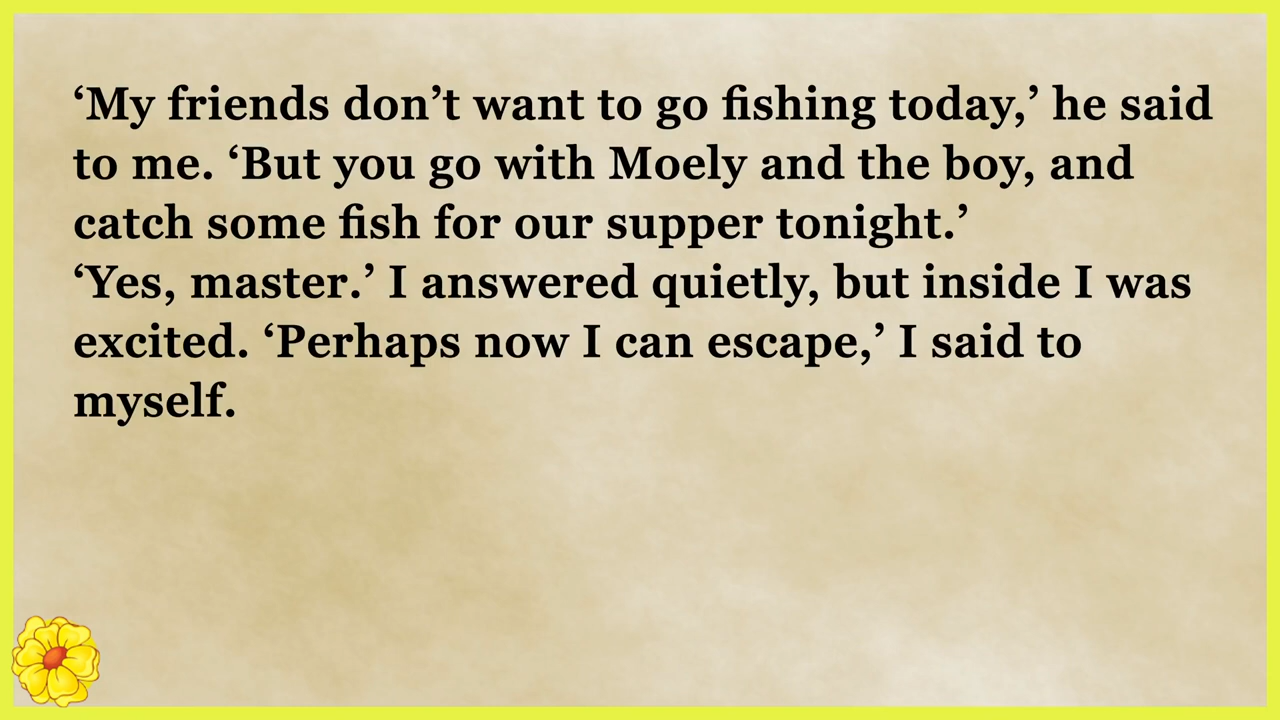 ‘My friends don’t want to go fishing today,’ he said
to me. ‘But you go with Moely and the boy, and
catch some fish for our supper tonight.’
‘Yes, master.’ I answered quietly, but inside I was
excited. ‘Perhaps now I can escape,’ I said to
myself.